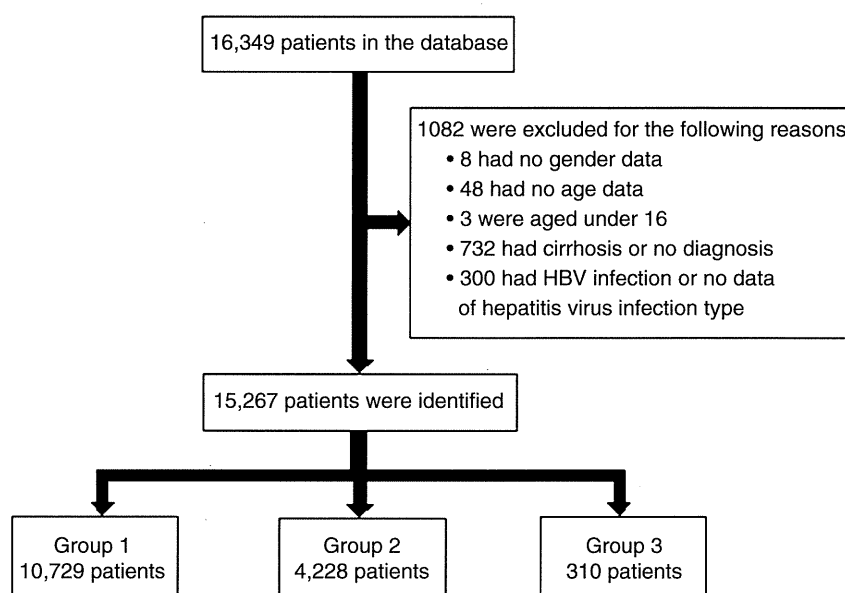 16,349 patients in the database
1082 were excluded for the following reasons
• 8 had no gender data
• 48 had no age data
• 3 were aged under 16
• 732 had cirrhosis or no diagnosis
• 300 had HBV infection or no data
of hepatitis virus infection type
15,267 patients were identified
Group 1
10,729 patients
Group 2
4,228 patients
Group 3
310 patients